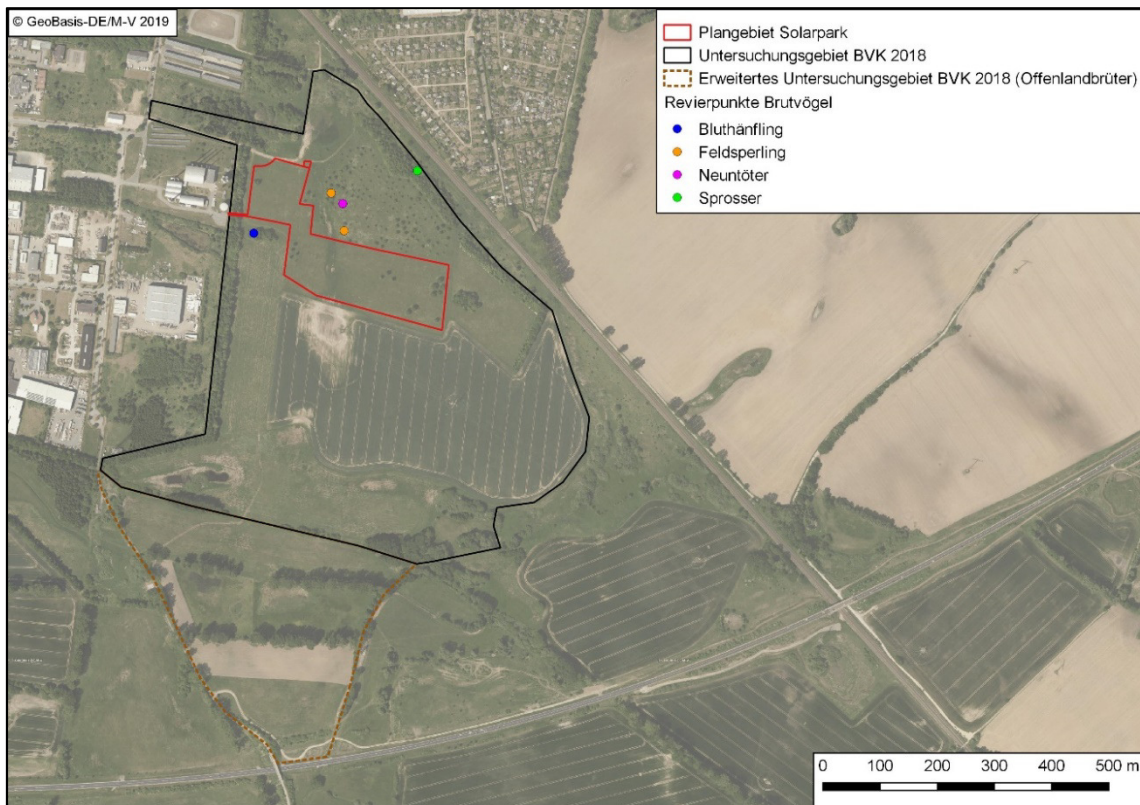 © GeoBasis-DE/M-V 2019
Plangebiet Solarpark
Untersuchungsgebiet BVK 2018
Erweitertes Untersuchungsgebiet BVK 2018 (Offenlandbrüter)
Revierpunkte Brutvögel
Bluthänfling
Feldsperling
Neuntöter
Sprosser
0 100 200 300 400 500 m